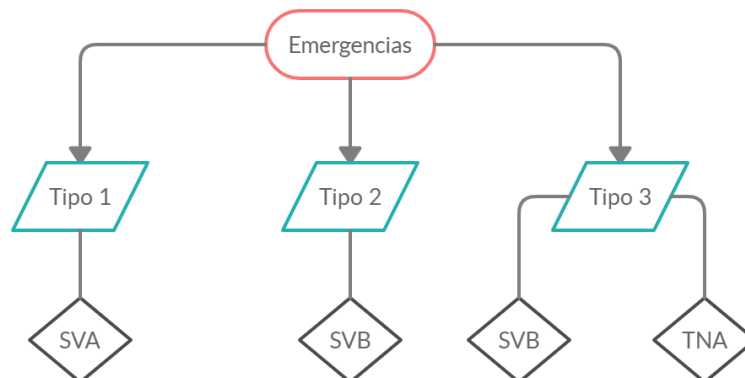 Emergencias
Tipo 1
Tipo 2
Tipo 3
SVA
SVB
SVB
TNA